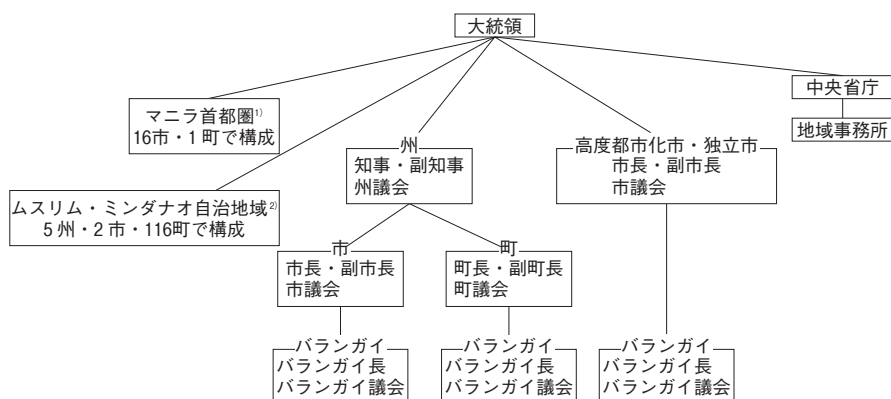 大統領
中央省庁
地域事務所
マニラ首都圏1)
16市・1町で構成
州
知事・副知事
州議会
高度都市化市・独立市
市長・副市長
市議会
ムスリム・ミンダナオ自治地域2)
5州・2市・116町で構成
市
市長・副市長
市議会
町
町長・副町長
町議会
バランガイ
バランガイ長
バランガイ議会
バランガイ
バランガイ長
バランガイ議会
バランガイ
バランガイ長
バランガイ議会